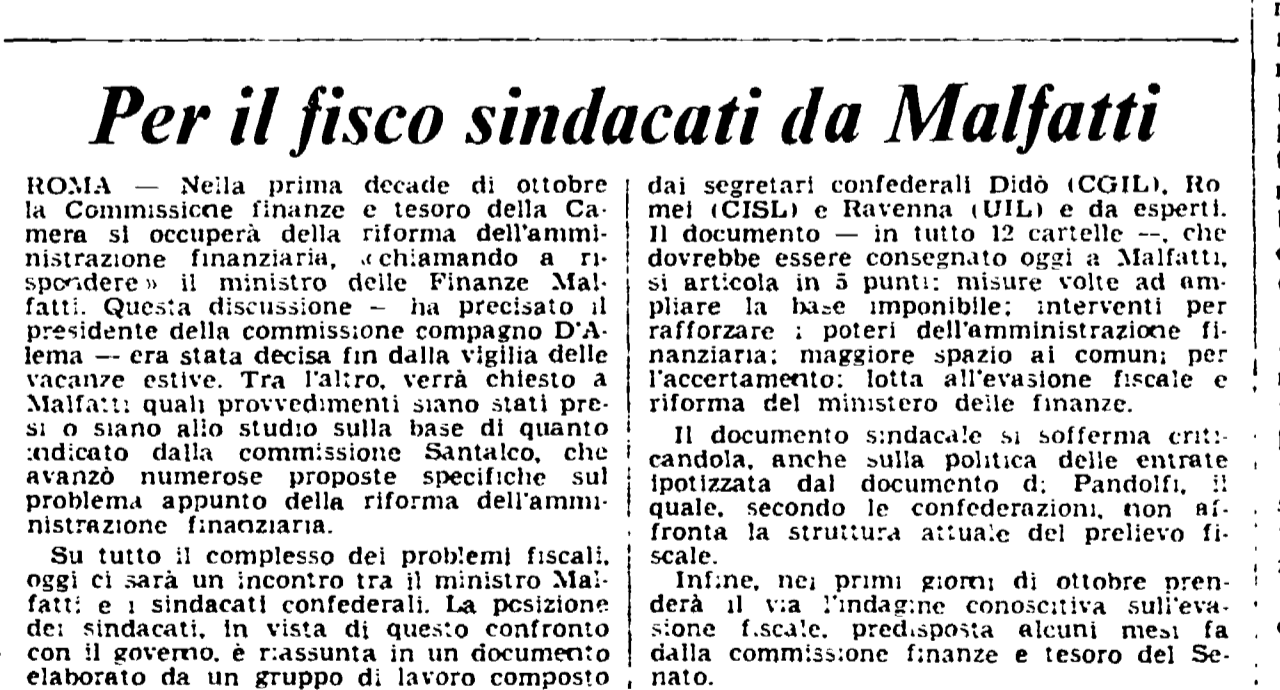 Per il fisco sindacati da Malfatti
ROMA — Nella prima decade di ottobre
la Commissione finanze e tesoro della Ca-
mera si occuperà della riforma dell'ammi-
nistrazione finanziaria, «chiamando a ri-
spondere» il ministro delle Finanze Mal-
fatti. Questa discussione — ha precisato il
presidente della commissione compagno D'A-
lema — era stata decisa fin dalla vigilia delle
vacanze estive. Tra l'altro, verrà chiesto a
Malfatti quali provvedimenti siano stati pre-
si o siano allo studio sulla base di quanto
indicato dalla commissione Santalco, che
avanzò numerose proposte specifiche sul
problema appunto della riforma dell'ammi-
nistrazione finanziaria.
Su tutto il complesso dei problemi fiscali,
oggi ci sarà un incontro tra il ministro Mal-
fatti e i sindacati confederali. La posizione
dei sindacati, in vista di questo confronto
con il governo, è riassunta in un documento
elaborato da un gruppo di lavoro composto
dai segretari confederali Didò (CGIL), Ro
mei (CISL) e Ravenna (UIL) e da esperti.
Il documento — in tutto 12 cartelle —, che
dovrebbe essere consegnato oggi a Malfatti,
si articola in 5 punti: misure volte ad am-
pliare la base imponibile; interventi per
rafforzare i poteri dell'amministrazione fi-
nanziaria; maggiore spazio ai comuni per
l'accertamento; lotta all'evasione fiscale e
riforma del ministero delle finanze.
Il documento sindacale si sofferma criti-
candola, anche sulla politica delle entrate
ipotizzata dal documento di Pandolfi, il
quale, secondo le confederazioni, non af-
fronta la struttura attuale del prelievo fi-
scale.
Infine, nei primi giorni di ottobre pren-
derà il via l'indagine conoscitiva sull'eva-
sione fiscale, predisposta alcuni mesi fa
dalla commissione finanze e tesoro del Se-
nato.